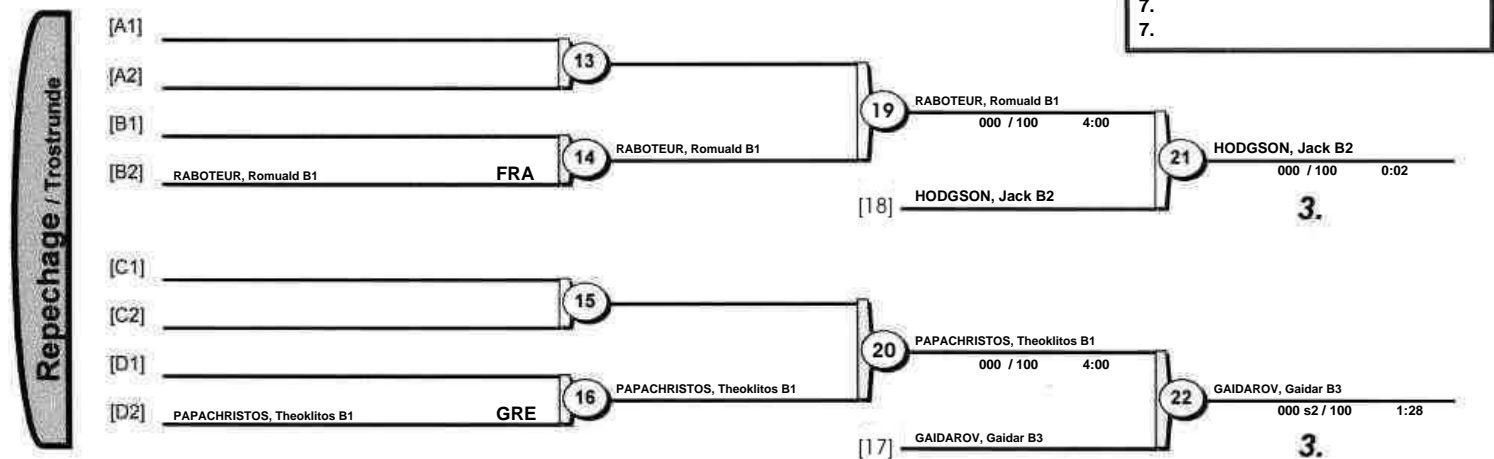 7.
7.
Repechage / Trostrunde
[A1]
[A2]
13
[B1]
[B2] RABOTEUR, Romuald B1 FRA
14
RABOTEUR, Romuald B1
19
RABOTEUR, Romuald B1
000 / 100 4:00
[18] HODGSON, Jack B2
21
HODGSON, Jack B2
000 / 100 0:02
3.
[C1]
[C2]
15
[D1]
[D2] PAPACHRISTOS, Theoklitos B1 GRE
16
PAPACHRISTOS, Theoklitos B1
20
PAPACHRISTOS, Theoklitos B1
000 / 100 4:00
[17] GAIDAROV, Gaidar B3
22
GAIDAROV, Gaidar B3
000 s2 / 100 1:28
3.